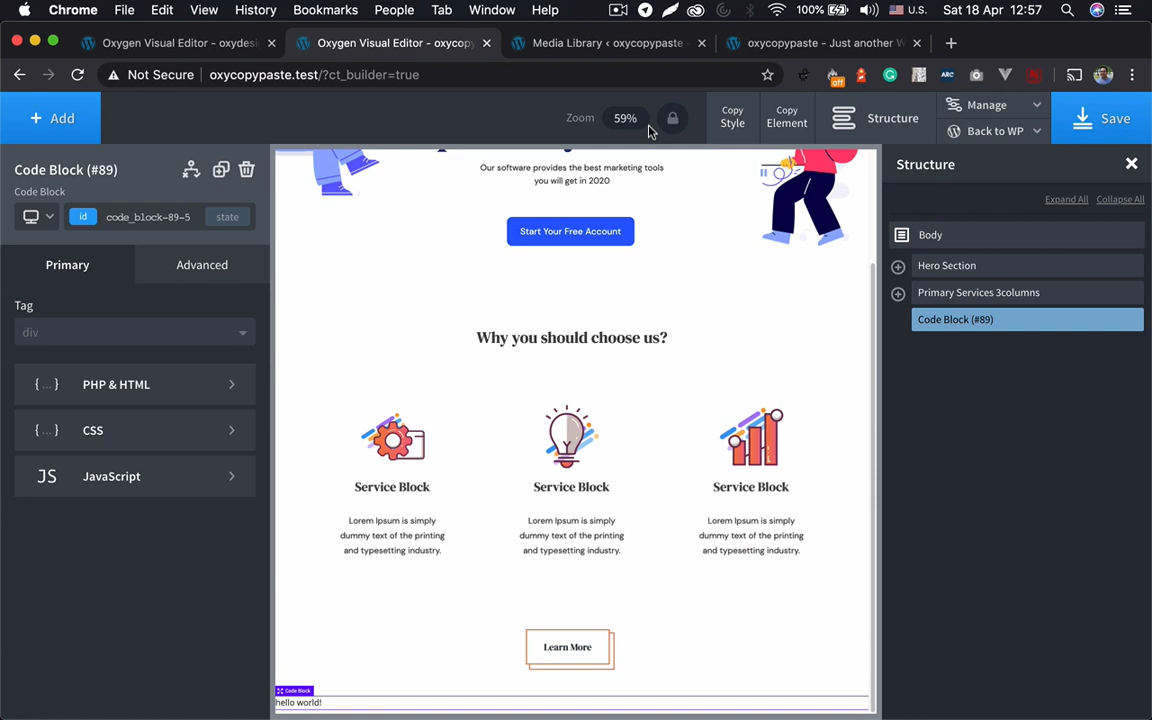 Chrome File Edit View History Bookmarks People Tab Window Help 100% U.S. Sat 18 Apr 12:57
Oxygen Visual Editor - oxydesi Oxygen Visual Editor - oxycopy Media Library ‹ oxycopypaste - oxycopypaste - Just another W
Not Secure oxycopypaste.test/?ct_builder=true off ARC
+ Add Zoom 59% Copy Style Copy Element Structure Manage Back to WP Save
Code Block (#89)
Code Block
id code_block-89-5 state
Primary Advanced
Tag
div
{...} PHP & HTML
{...} CSS
JS JavaScript
Our software provides the best marketing tools
you will get in 2020
Start Your Free Account
Why you should choose us?
Service Block Service Block Service Block
Lorem Ipsum is simply Lorem Ipsum is simply Lorem Ipsum is simply
dummy text of the printing dummy text of the printing dummy text of the printing
and typesetting industry. and typesetting industry. and typesetting industry.
Learn More
Code Block
hello world!
Structure
Expand All Collapse All
Body
Hero Section
Primary Services 3columns
Code Block (#89)